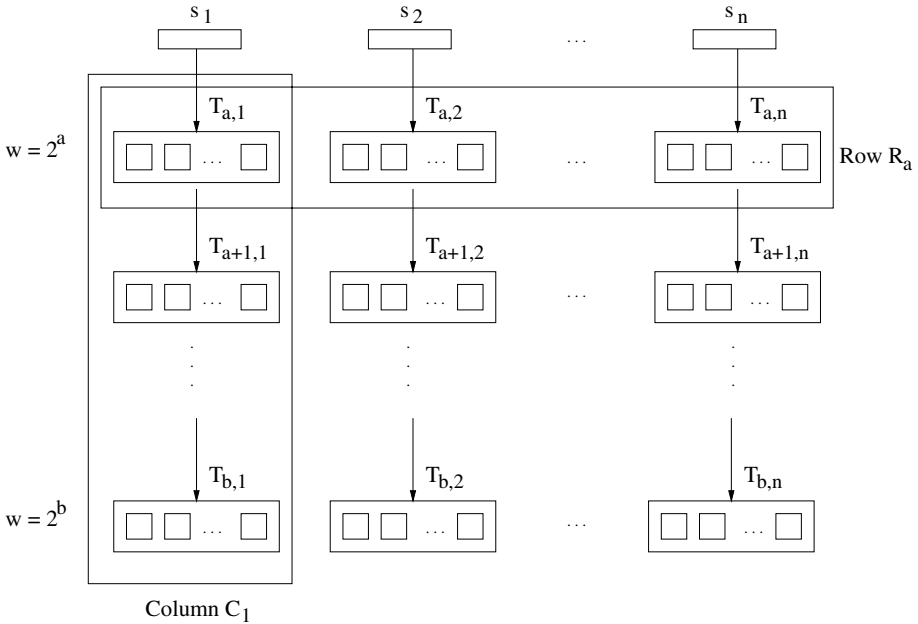 s 1 s 2 . . . s n
T a,1 T a,2 T a,n
w = 2 a . . . . . . . . . . . . Row R a
T a+1,1 T a+1,2 T a+1,n
. . . . . . . . . . . .
. . .
. . .
. . .
T b,1 T b,2 T b,n
w = 2 b . . . . . . . . . . . .
Column C 1